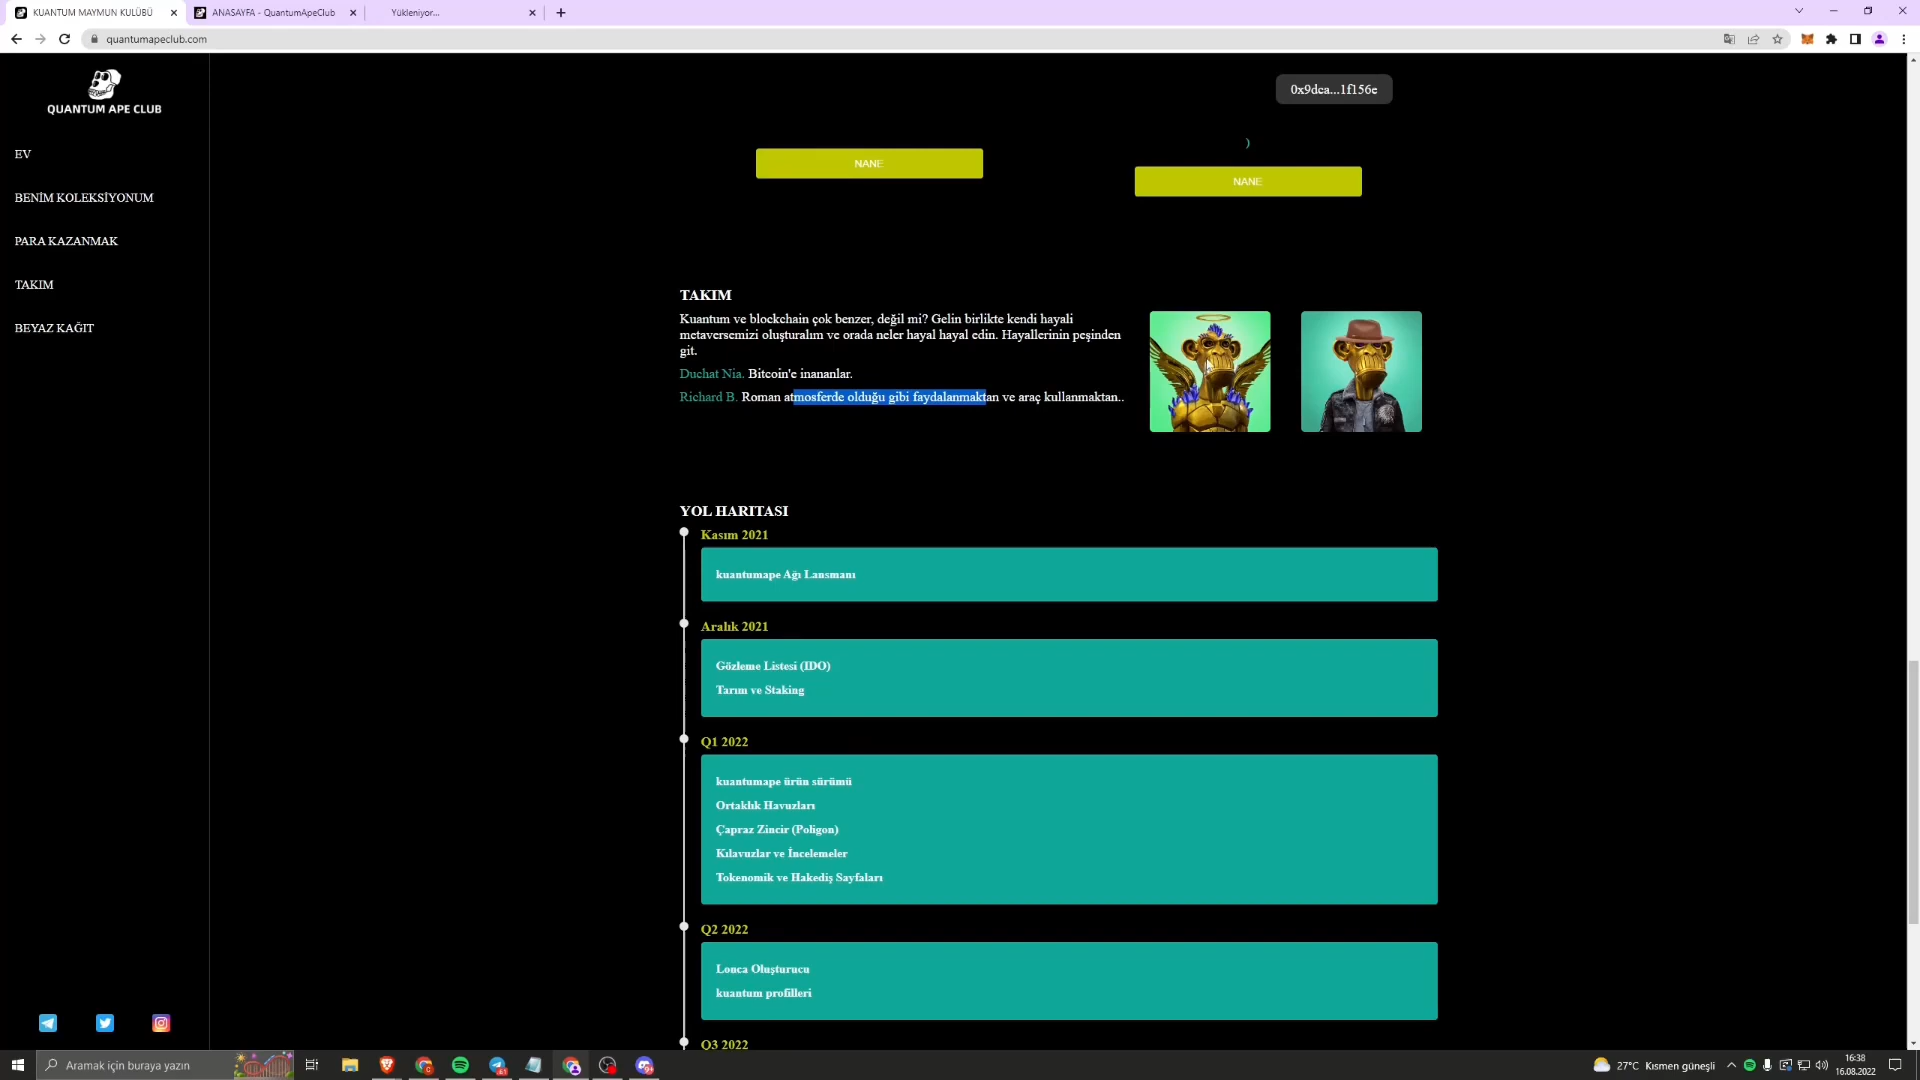 KUANTUM MAYMUN KULÜBÜ
ANASAYFA - QuantumApeClub
Yükleniyor...
quantumapeclub.com
QUANTUM APE CLUB
EV
BENİM KOLEKSİYONUM
PARA KAZANMAK
TAKIM
BEYAZ KAĞIT
0x9dca...1f156e
)
NANE
NANE
TAKIM
Kuantum ve blockchain çok benzer, değil mi? Gelin birlikte kendi hayali
metaversemizi oluşturalım ve orada neler hayal hayal edin. Hayallerinin peşinden
git.
Duchat Nia. Bitcoin'e inananlar.
Richard B. Roman atmosferde olduğu gibi faydalanmaktan ve araç kullanmaktan..
YOL HARITASI
Kasım 2021
kuantumape Ağı Lansmanı
Aralık 2021
Gözleme Listesi (IDO)
Tarım ve Staking
Q1 2022
kuantumape ürün sürümü
Ortaklık Havuzları
Çapraz Zincir (Poligon)
Kılavuzlar ve İncelemeler
Tokenomik ve Hakediş Sayfaları
Q2 2022
Lonca Oluşturucu
kuantum profilleri
Q3 2022
Aramak için buraya yazın
27°C Kısmen güneşli
16:38
16.08.2022